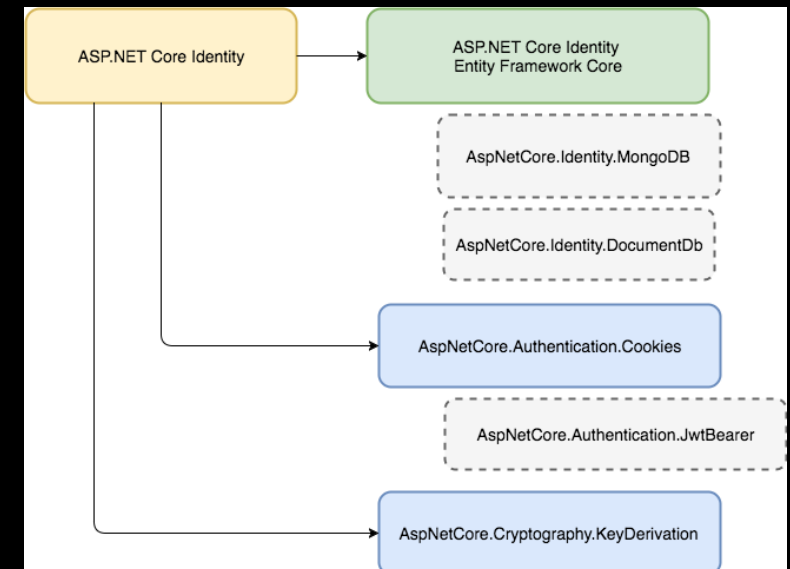 ASP.NET Core Identity
ASP.NET Core Identity
Entity Framework Core
AspNetCore.Identity.MongoDB
AspNetCore.Identity.DocumentDb
AspNetCore.Authentication.Cookies
AspNetCore.Authentication.JwtBearer
AspNetCore.Cryptography.KeyDerivation